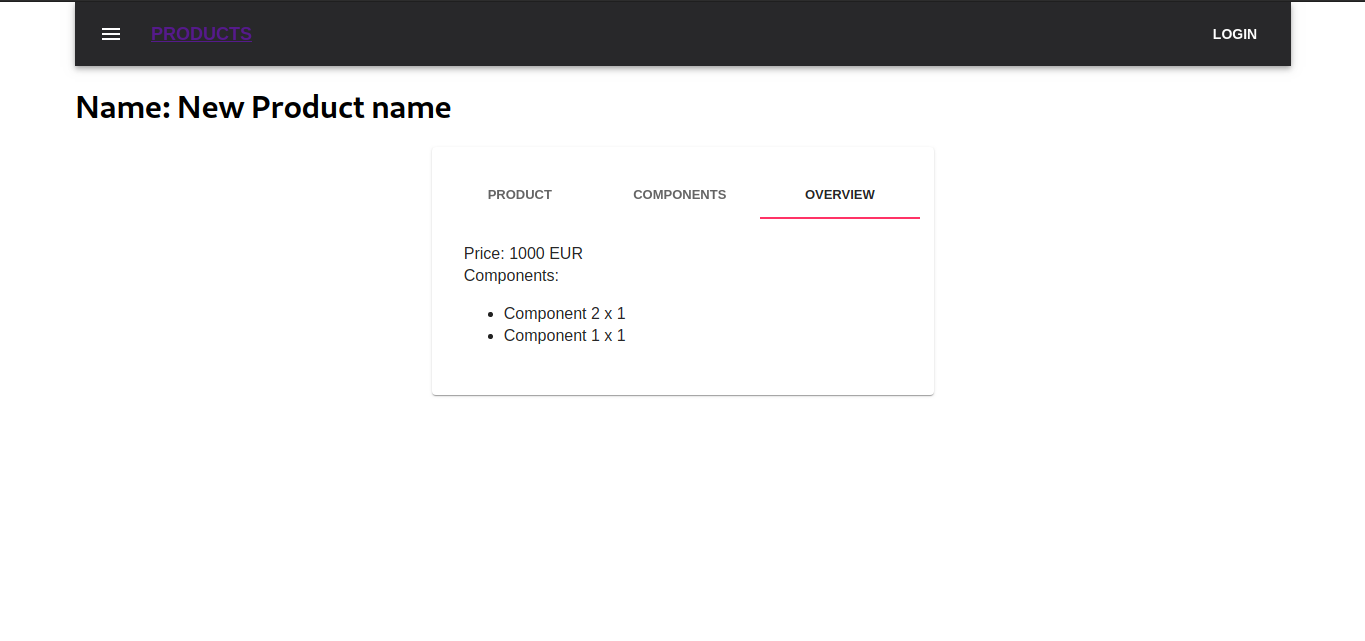 PRODUCTS
LOGIN
Name: New Product name
PRODUCT
COMPONENTS
OVERVIEW
Price: 1000 EUR
Components:
Component 2 x 1
Component 1 x 1